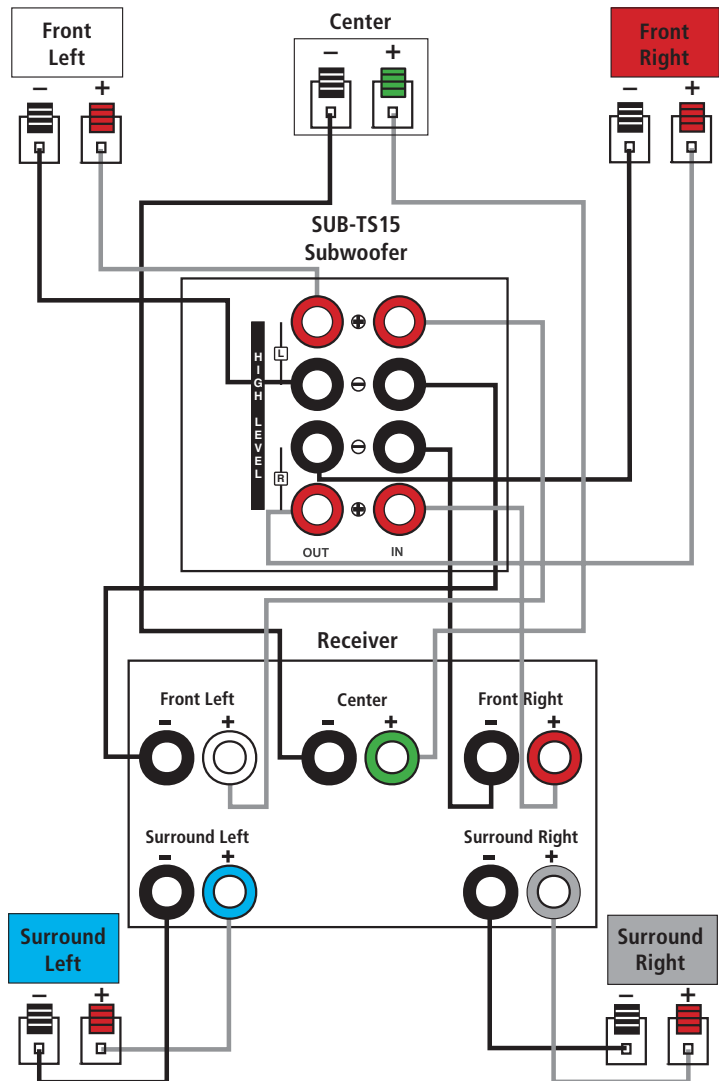 Front
Left
Center
Front
Right
− +
− +
− +
SUB-TS15
Subwoofer
HIGH LEVEL
L
R
+
−
−
+
OUT IN
Receiver
Front Left
Center
Front Right
− +
− +
− +
Surround Left
Surround Right
− +
− +
Surround
Left
Surround
Right
− +
− +